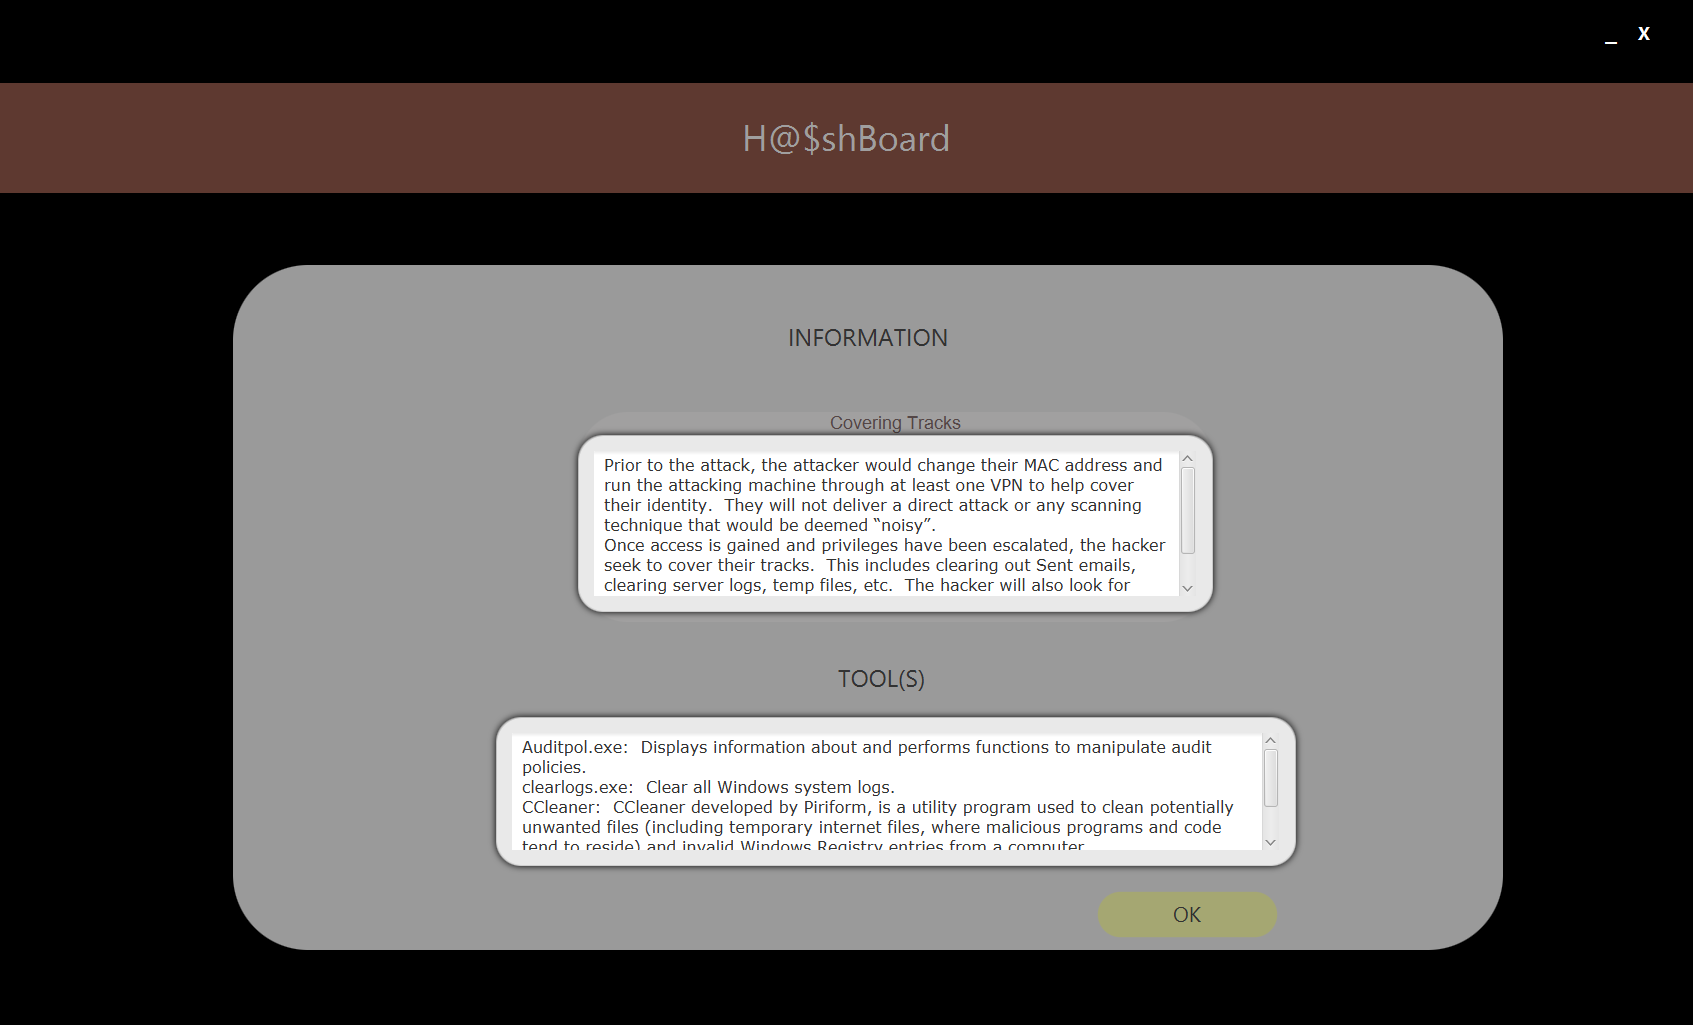 _ X
H@$shBoard
INFORMATION
Covering Tracks
Prior to the attack, the attacker would change their MAC address and
run the attacking machine through at least one VPN to help cover
their identity.  They will not deliver a direct attack or any scanning
technique that would be deemed “noisy”.
Once access is gained and privileges have been escalated, the hacker
seek to cover their tracks.  This includes clearing out Sent emails,
clearing server logs, temp files, etc.  The hacker will also look for
TOOL(S)
Auditpol.exe:  Displays information about and performs functions to manipulate audit
policies.
clearlogs.exe:  Clear all Windows system logs.
CCleaner:  CCleaner developed by Piriform, is a utility program used to clean potentially
unwanted files (including temporary internet files, where malicious programs and code
tend to reside) and invalid Windows Registry entries from a computer
OK